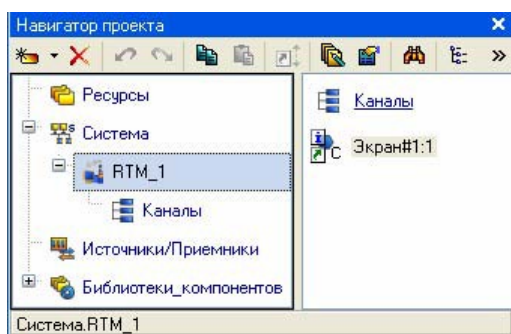 Навигатор проекта
Ресурсы
Система
RTM_1
Каналы
Источники/Приемники
Библиотеки_компонентов
Каналы
Экран#1:1
Система.RTM_1